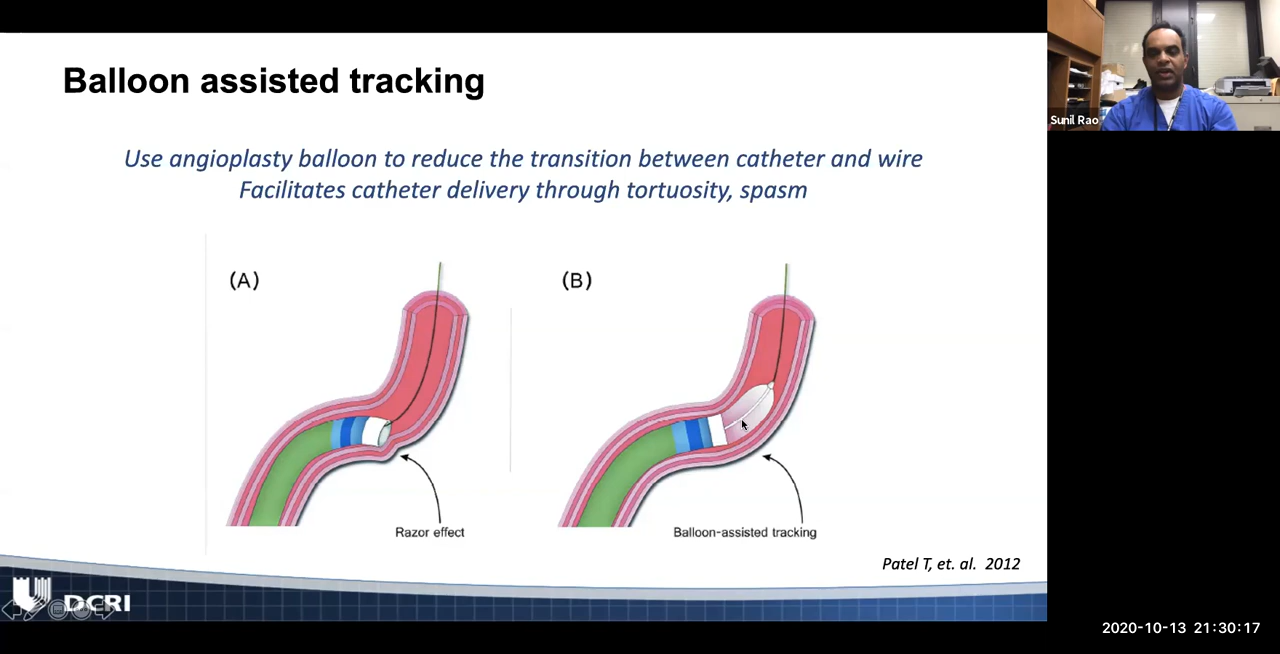 Balloon assisted tracking
Sunil Rao
Use angioplasty balloon to reduce the transition between catheter and wire
Facilitates catheter delivery through tortuosity, spasm
(A)
(B)
Razor effect
Balloon-assisted tracking
Patel T, et. al.  2012
DCRI
2020-10-13 21:30:17